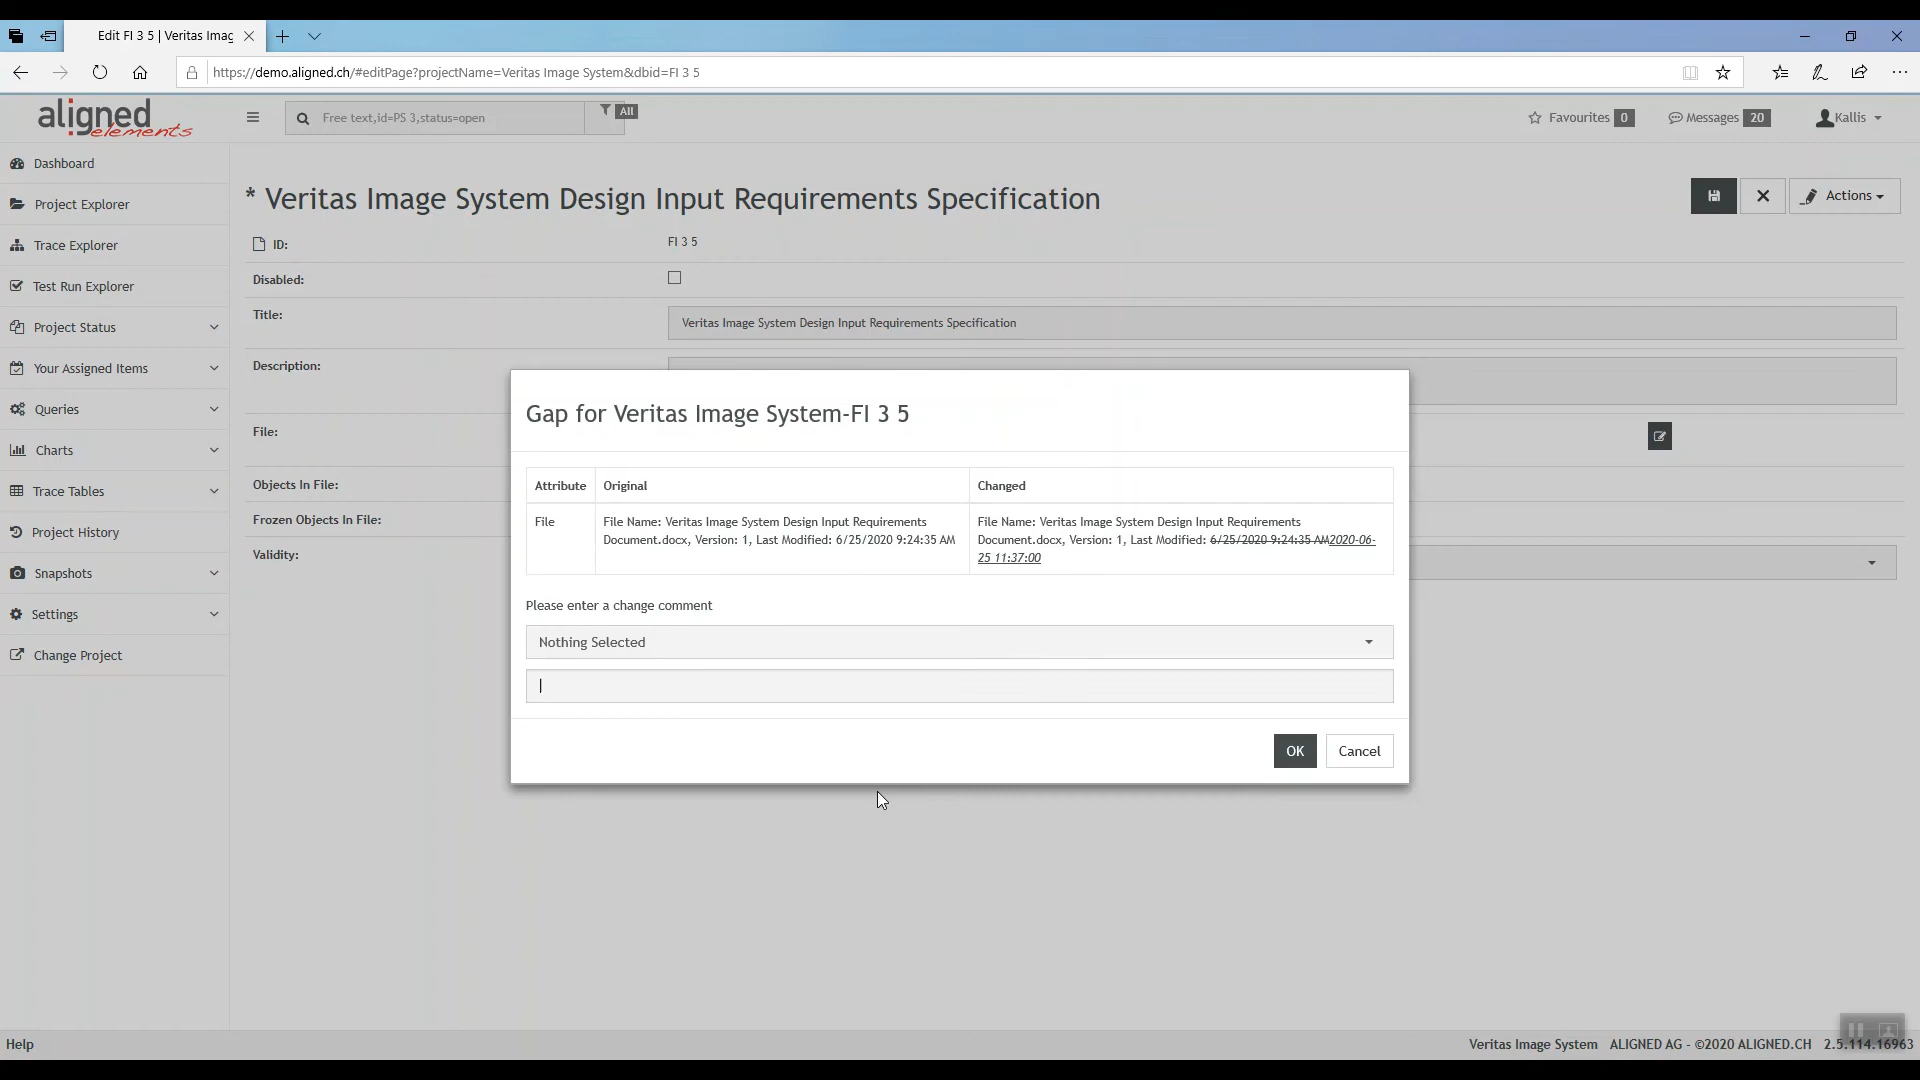 Edit FI 3 5 | Veritas Imag
https://demo.aligned.ch/#editPage?projectName=Veritas Image System&dbid=FI 3 5
aligned
elements
Free text,id=PS 3,status=open
All
Favourites 0
Messages 20
Kallis
Dashboard
Project Explorer
Trace Explorer
Test Run Explorer
Project Status
Your Assigned Items
Queries
Charts
Trace Tables
Project History
Snapshots
Settings
Change Project
* Veritas Image System Design Input Requirements Specification
Actions
ID:
FI 3 5
Disabled:
Title:
Veritas Image System Design Input Requirements Specification
Description:
File:
Objects In File:
Frozen Objects In File:
Validity:
Gap for Veritas Image System-FI 3 5
Attribute Original Changed
File
File Name: Veritas Image System Design Input Requirements
Document.docx, Version: 1, Last Modified: 6/25/2020 9:24:35 AM
File Name: Veritas Image System Design Input Requirements
Document.docx, Version: 1, Last Modified: 6/25/2020 9:24:35 AM2020-06-
25 11:37:00
Please enter a change comment
Nothing Selected
OK
Cancel
Help
Veritas Image System ALIGNED AG - ©2020 ALIGNED.CH 2.5.114.16963